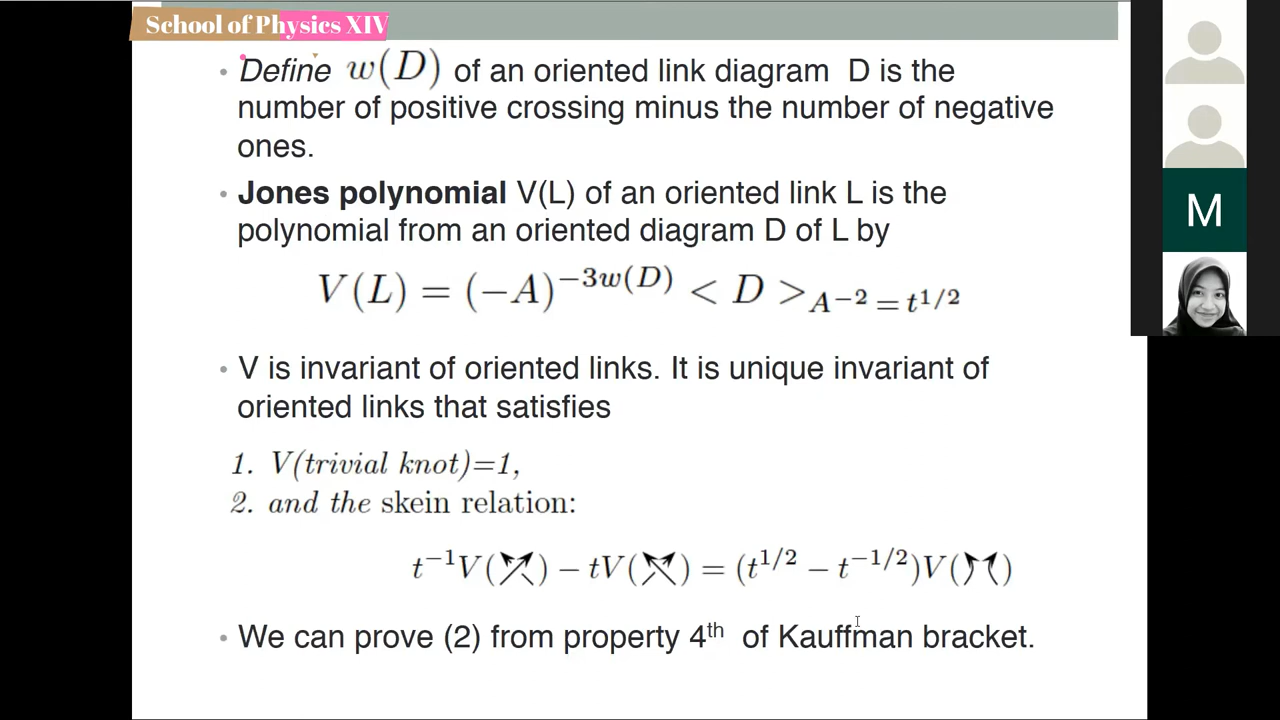 School of Physics XIV
• Define w(D) of an oriented link diagram D is the
number of positive crossing minus the number of negative
ones.
• Jones polynomial V(L) of an oriented link L is the
polynomial from an oriented diagram D of L by
V(L) = (−A)^{−3w(D)} < D >_{A^{−2} = t^{1/2}}
• V is invariant of oriented links. It is unique invariant of
oriented links that satisfies
1. V(trivial knot)=1,
2. and the skein relation:
t^{−1}V( ) − tV( ) = (t^{1/2} − t^{−1/2})V( )
• We can prove (2) from property 4th of Kauffman bracket.
M